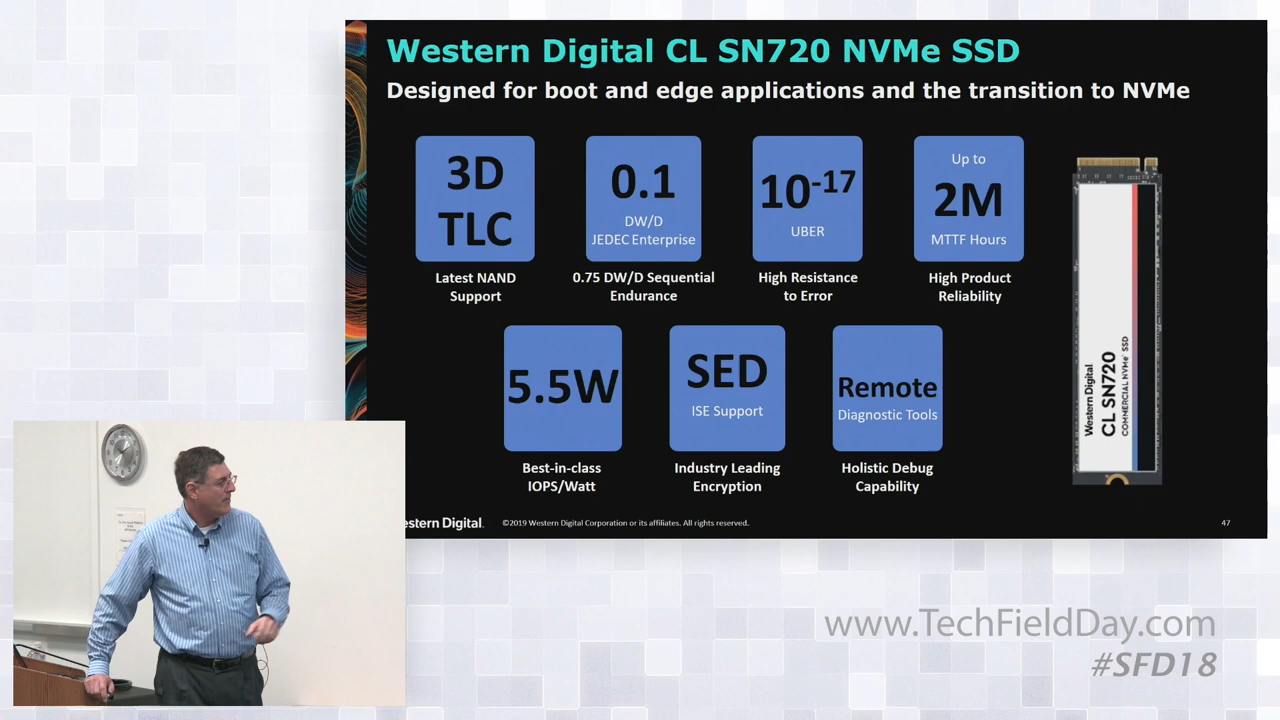 Western Digital CL SN720 NVMe SSD
Designed for boot and edge applications and the transition to NVMe
3D
TLC
Latest NAND
Support
0.1
DW/D
JEDEC Enterprise
0.75 DW/D Sequential
Endurance
10⁻¹⁷
UBER
High Resistance
to Error
Up to
2M
MTTF Hours
High Product
Reliability
5.5W
Best-in-class
IOPS/Watt
SED
ISE Support
Industry Leading
Encryption
Remote
Diagnostic Tools
Holistic Debug
Capability
Western Digital
CL SN720
COMMERCIAL NVMe™ SSD
estern Digital.
©2019 Western Digital Corporation or its affiliates. All rights reserved.
47
www.TechFieldDay.com
#SFD18